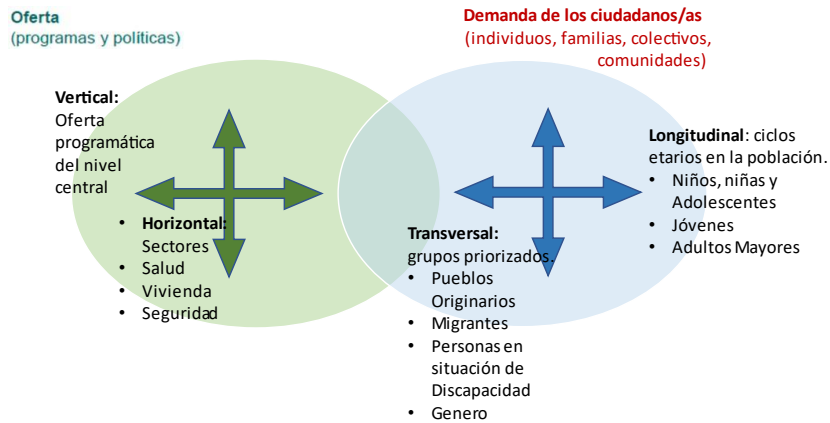 Oferta
(programas y políticas)
Demanda de los ciudadanos/as
(individuos, familias, colectivos,
comunidades)
Vertical:
Oferta
programática
del nivel
central
• Horizontal:
Sectores
• Salud
• Vivienda
• Seguridad
Transversal:
grupos priorizados.
• Pueblos
Originarios
• Migrantes
• Personas en
situación de
Discapacidad
• Genero
Longitudinal: ciclos
etarios en la población.
• Niños, niñas y
Adolescentes
• Jóvenes
• Adultos Mayores